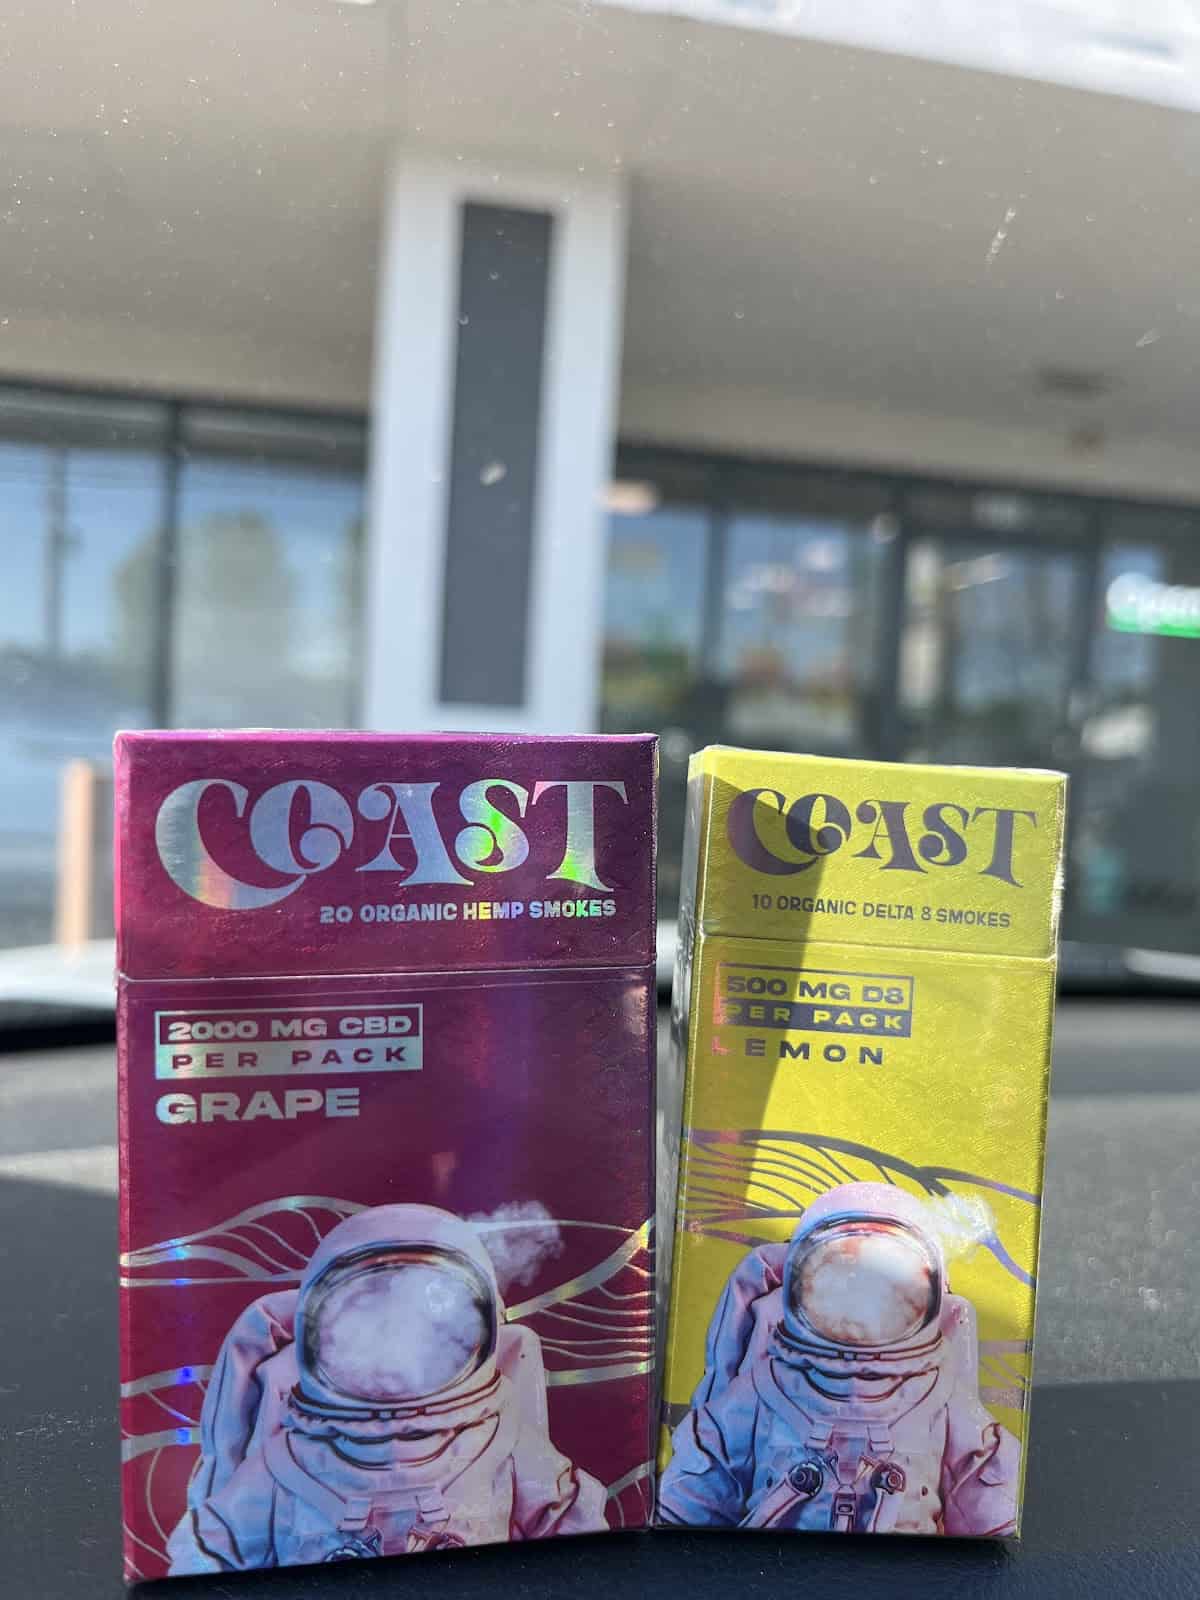 COAST
20 ORGANIC HEMP SMOKES
2000 MG CBD
PER PACK
GRAPE
COAST
10 ORGANIC DELTA 8 SMOKES
500 MG D8
PER PACK
LEMON